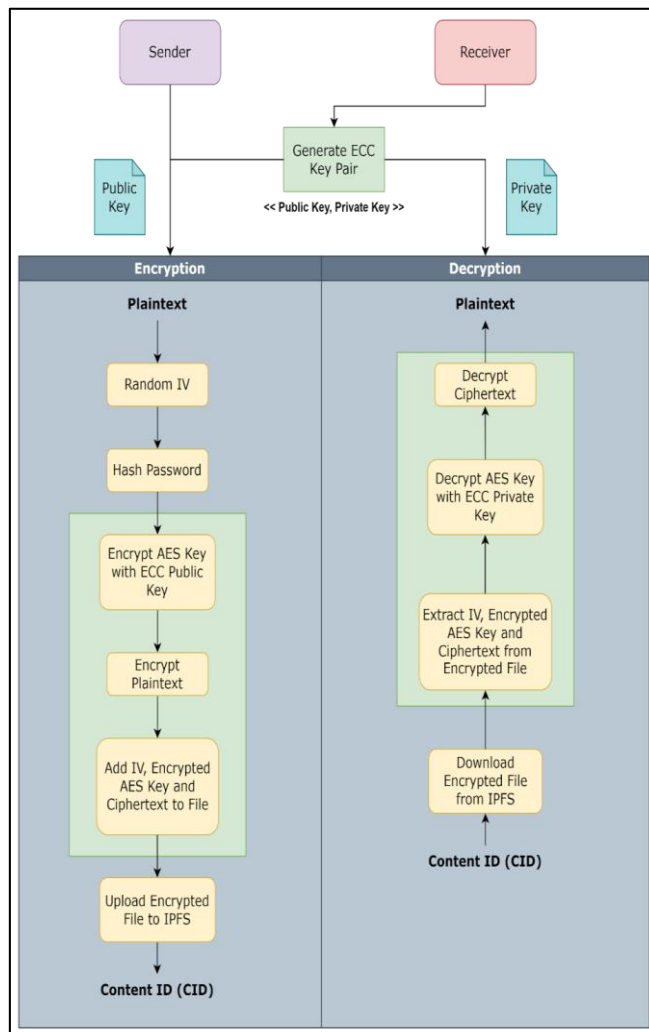 Sender
Receiver
Generate ECC
Key Pair
Public
Key
<< Public Key, Private Key >>
Private
Key
Encryption
Plaintext
Random IV
Hash Password
Encrypt AES Key
with ECC Public
Key
Encrypt
Plaintext
Add IV, Encrypted
AES Key and
Ciphertext to File
Upload Encrypted
File to IPFS
Content ID (CID)
Decryption
Plaintext
Decrypt
Ciphertext
Decrypt AES Key
with ECC Private
Key
Extract IV, Encrypted
AES Key and
Ciphertext from
Encrypted File
Download
Encrypted File
from IPFS
Content ID (CID)